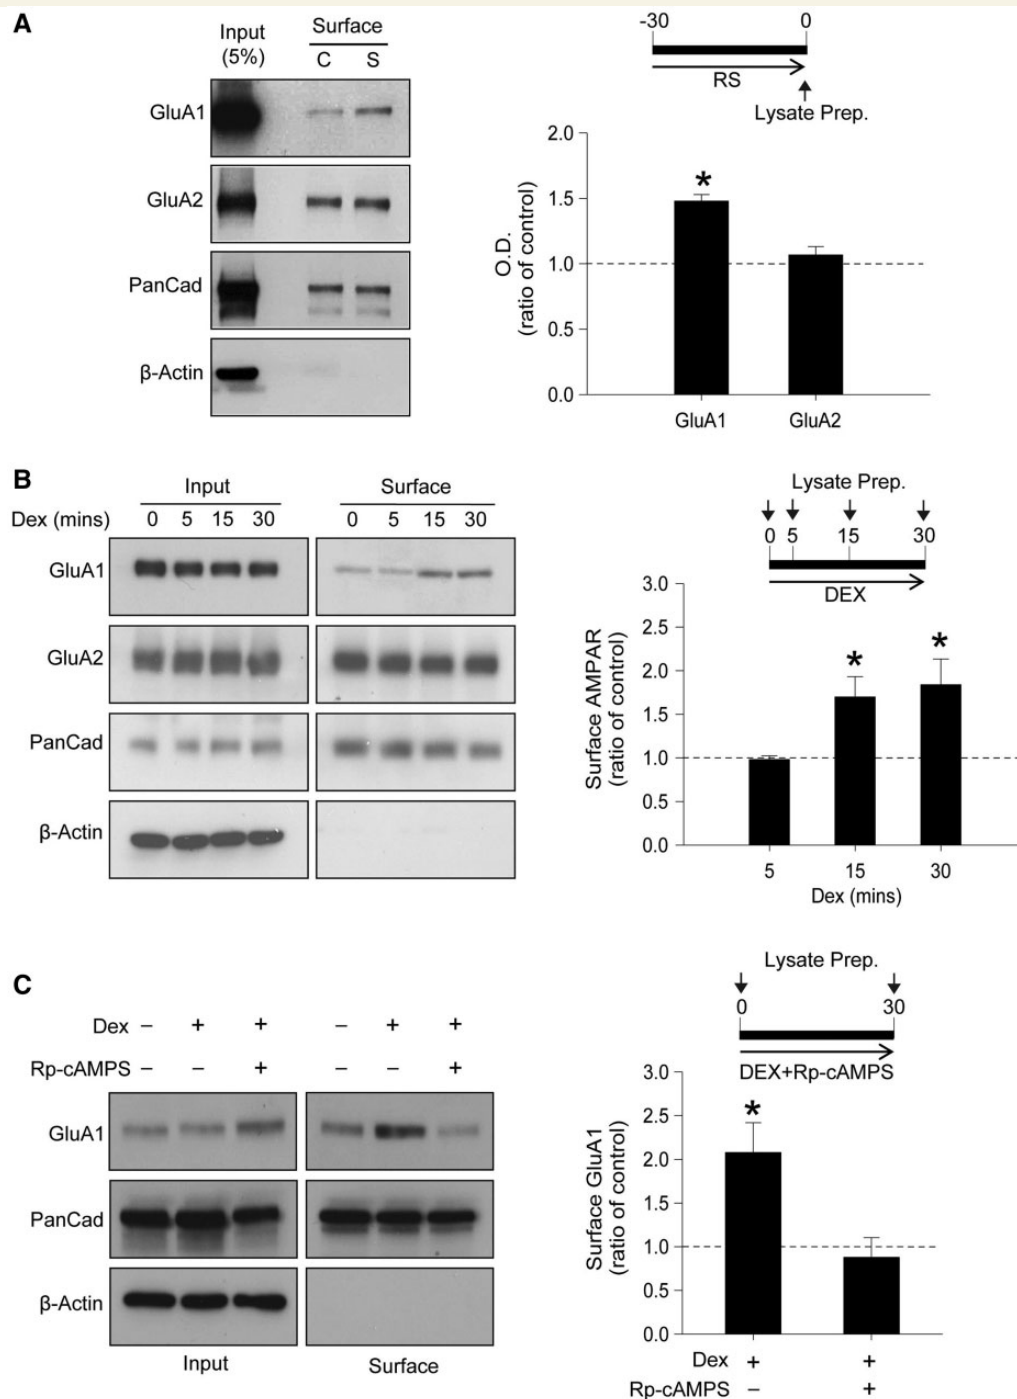 A
Input
(5%)
Surface
C S
GluA1
GluA2
PanCad
β-Actin
-30 0
RS
Lysate Prep.
O.D.
(ratio of control)
2.0
1.5
*
1.0
0.5
0.0
GluA1 GluA2
B
Input Surface
Dex (mins) 0 5 15 30 0 5 15 30
GluA1
GluA2
PanCad
β-Actin
Lysate Prep.
0 5 15 30
DEX
Surface AMPAR
(ratio of control)
3.0
2.5
2.0
1.5
1.0
0.5
0.0
* *
5 15 30
Dex (mins)
C
Dex – + + – + +
Rp-cAMPS – – + – – +
GluA1
PanCad
β-Actin
Input Surface
Lysate Prep.
0 30
DEX+Rp-cAMPS
Surface GluA1
(ratio of control)
3.0
2.5
2.0
1.5
1.0
0.5
0.0
*
Dex + +
Rp-cAMPS – +